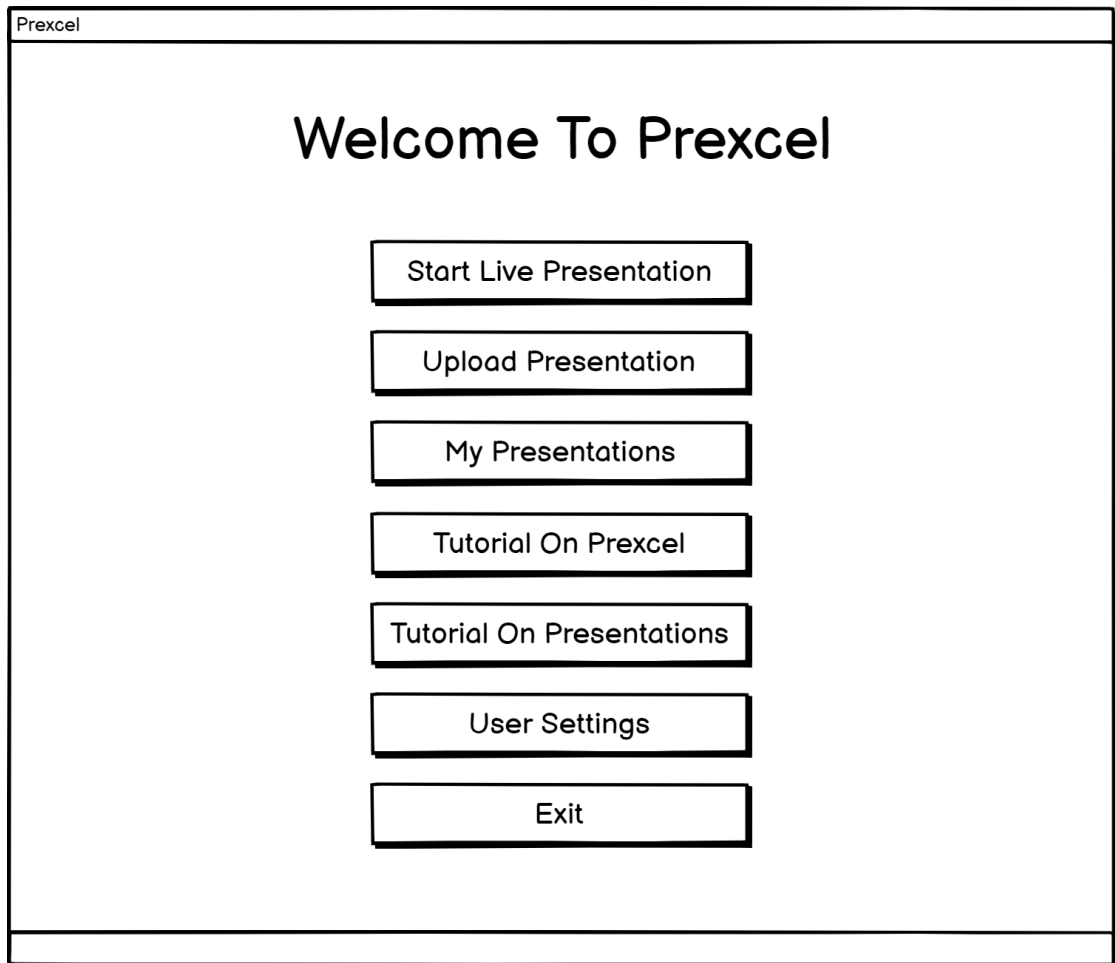 Prexcel
Welcome To Prexcel
Start Live Presentation
Upload Presentation
My Presentations
Tutorial On Prexcel
Tutorial On Presentations
User Settings
Exit